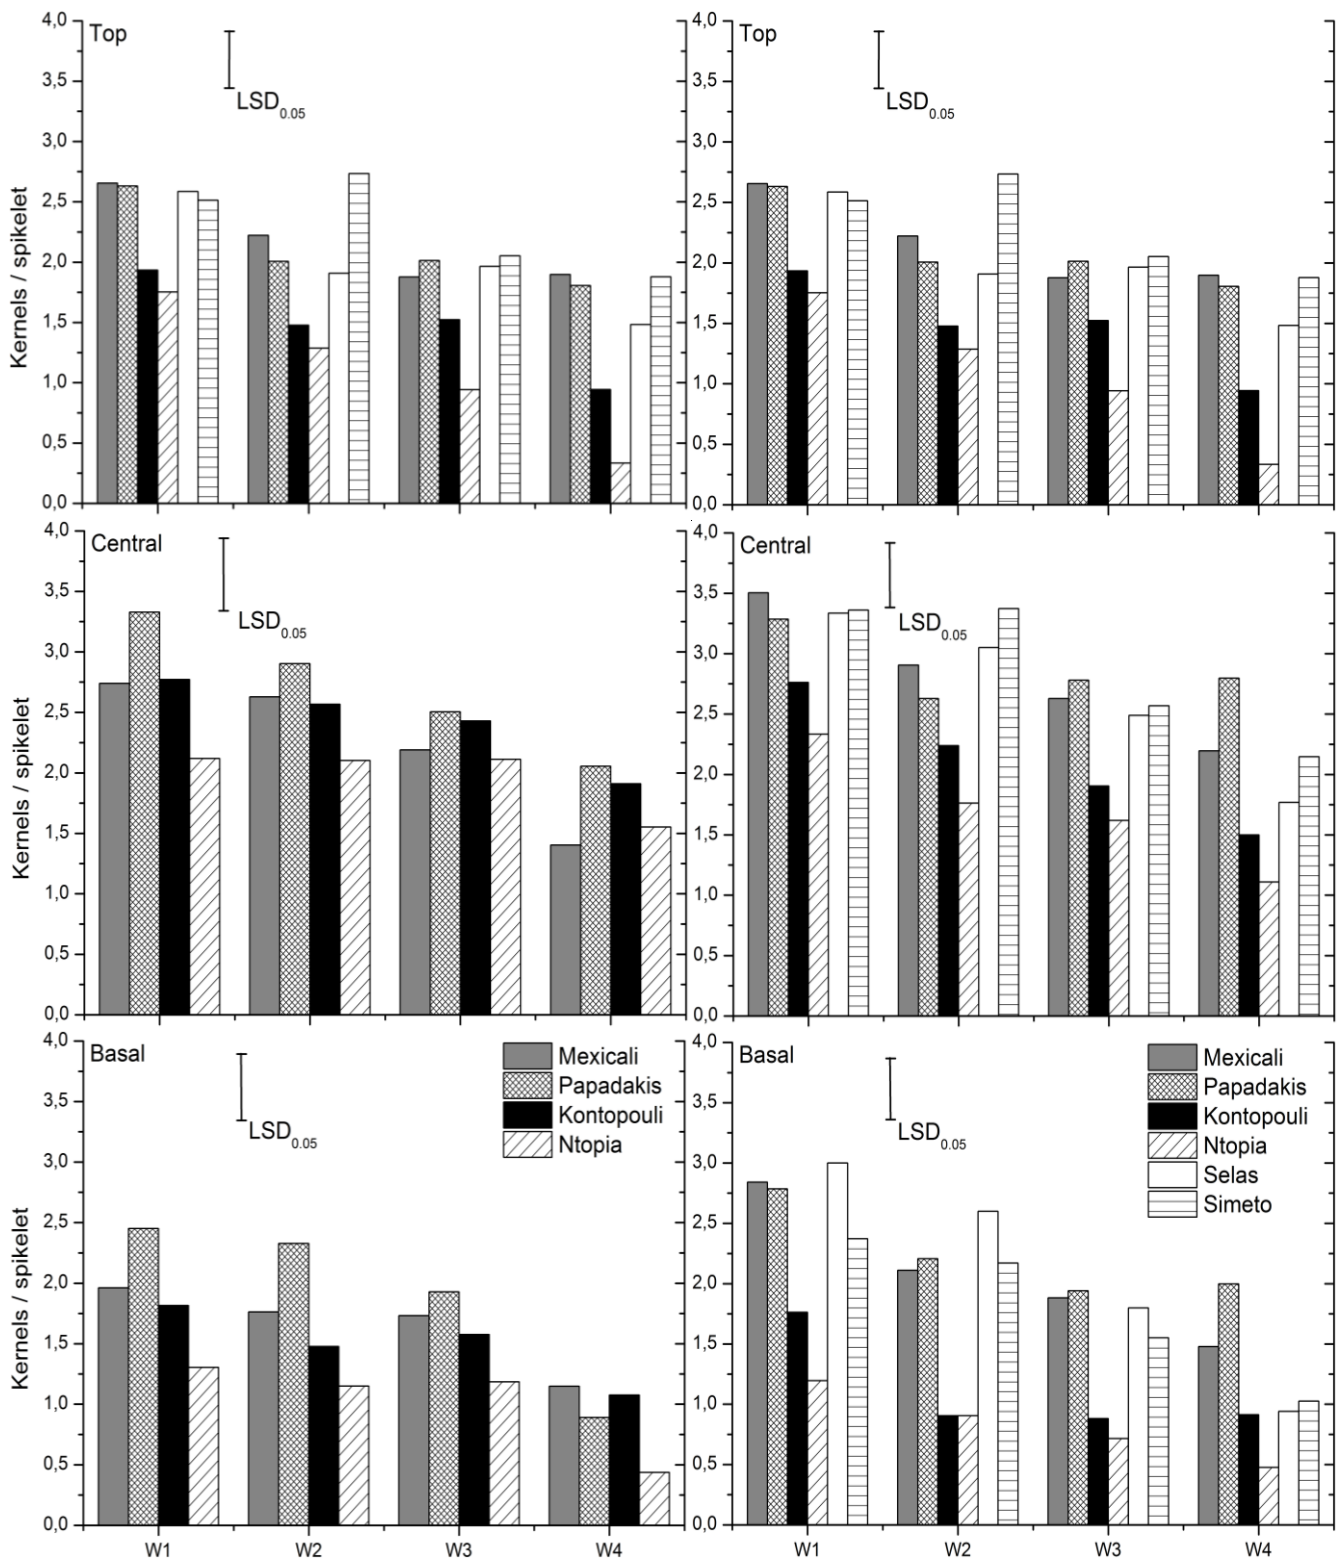 Top
LSD0.05
4,0
3,5
3,0
2,5
2,0
1,5
1,0
0,5
0,0
Kernels / spikelet
Top
LSD0.05
4,0
3,5
3,0
2,5
2,0
1,5
1,0
0,5
0,0
Central
LSD0.05
4,0
3,5
3,0
2,5
2,0
1,5
1,0
0,5
0,0
Kernels / spikelet
Central
LSD0.05
4,0
3,5
3,0
2,5
2,0
1,5
1,0
0,5
0,0
Basal
LSD0.05
Mexicali
Papadakis
Kontopouli
Ntopia
4,0
3,5
3,0
2,5
2,0
1,5
1,0
0,5
0,0
Kernels / spikelet
W1 W2 W3 W4
Basal
LSD0.05
Mexicali
Papadakis
Kontopouli
Ntopia
Selas
Simeto
4,0
3,5
3,0
2,5
2,0
1,5
1,0
0,5
0,0
W1 W2 W3 W4